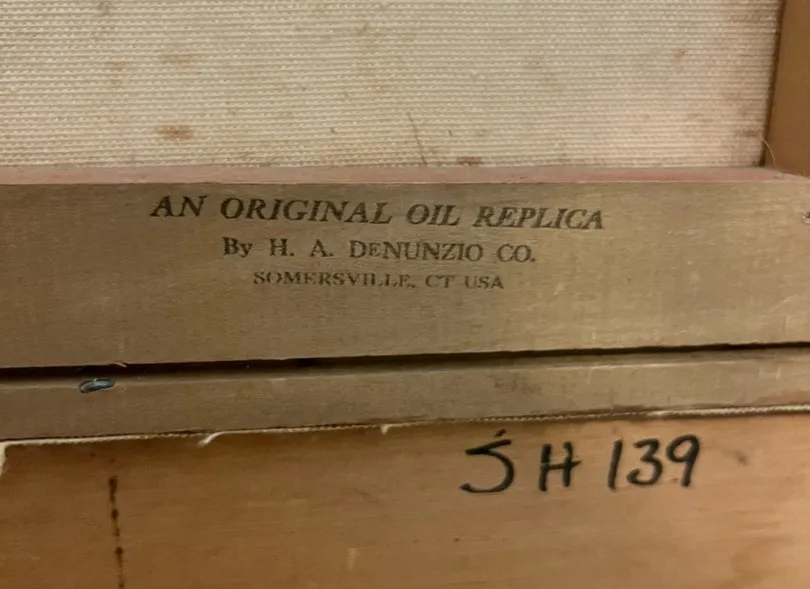 AN ORIGINAL OIL REPLICA
By H. A. DENUNZIO CO.
SOMERSVILLE, CT USA
SH 139